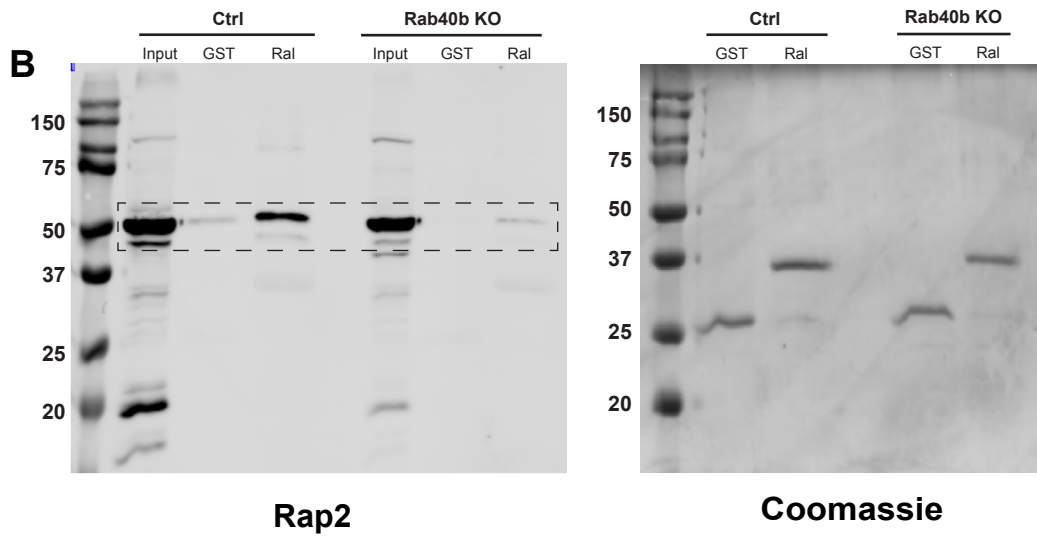 B
Ctrl Rab40b KO
Input GST Ral Input GST Ral
150
75
50
37
25
20
Rap2
Ctrl Rab40b KO
GST Ral GST Ral
150
75
50
37
25
20
Coomassie